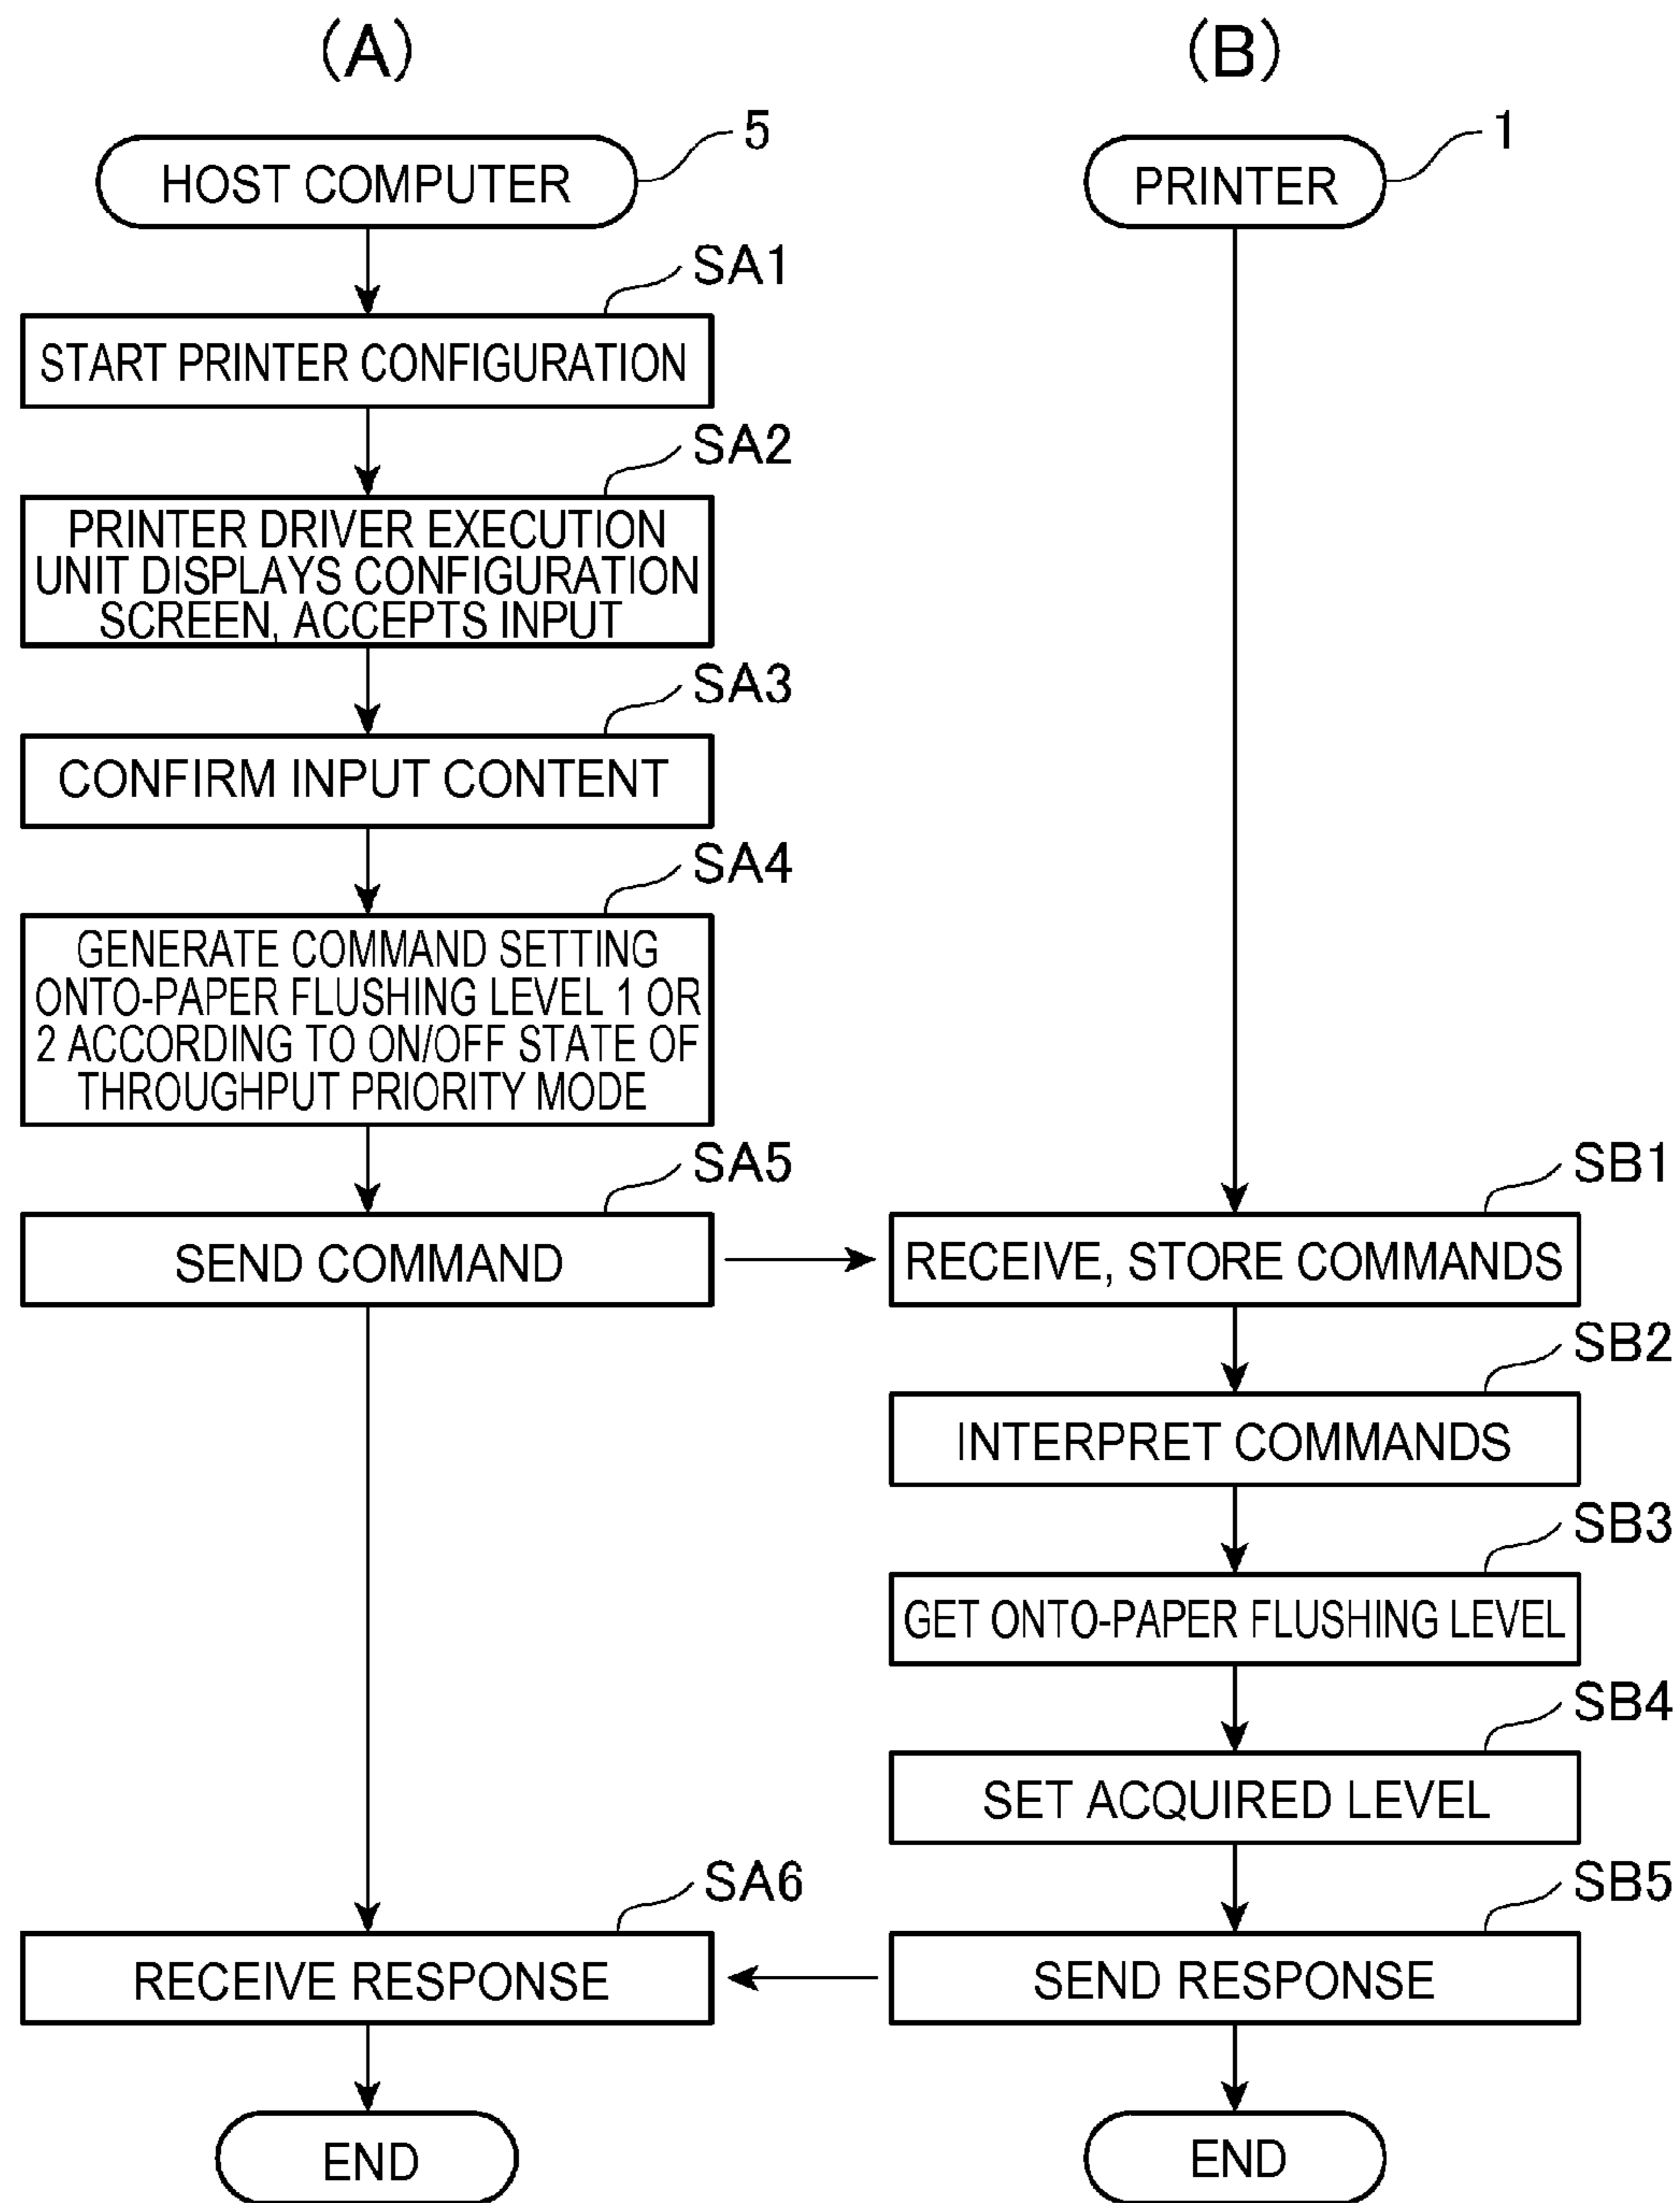 (A)
HOST COMPUTER
5
SA1
START PRINTER CONFIGURATION
SA2
PRINTER DRIVER EXECUTION
UNIT DISPLAYS CONFIGURATION
SCREEN, ACCEPTS INPUT
SA3
CONFIRM INPUT CONTENT
SA4
GENERATE COMMAND SETTING
ONTO-PAPER FLUSHING LEVEL 1 OR
2 ACCORDING TO ON/OFF STATE OF
THROUGHPUT PRIORITY MODE
SA5
SEND COMMAND
SA6
RECEIVE RESPONSE
END
(B)
PRINTER
1
SB1
RECEIVE, STORE COMMANDS
SB2
INTERPRET COMMANDS
SB3
GET ONTO-PAPER FLUSHING LEVEL
SB4
SET ACQUIRED LEVEL
SB5
SEND RESPONSE
END